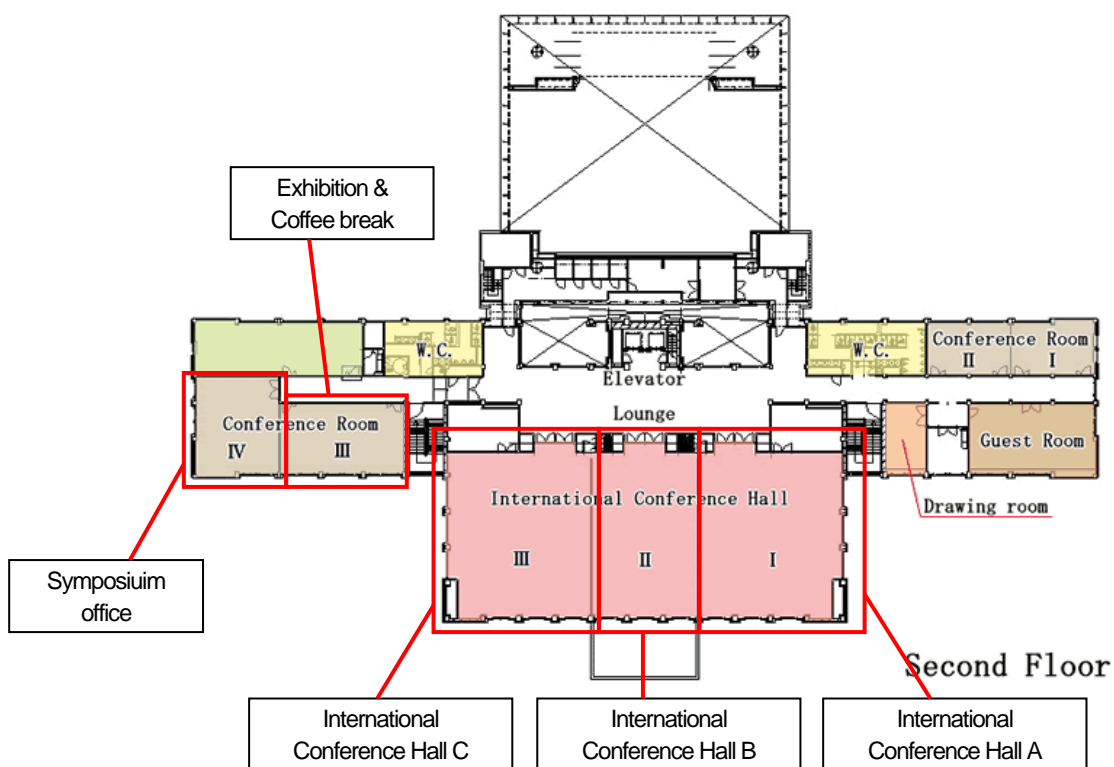 Exhibition &
Coffee break
W.C.
W.C.
Conference Room
II I
Elevator
Lounge
Conference Room
IV III
Guest Room
International Conference Hall
III II I
Drawing room
Symposiuim
office
Second Floor
International
Conference Hall C
International
Conference Hall B
International
Conference Hall A